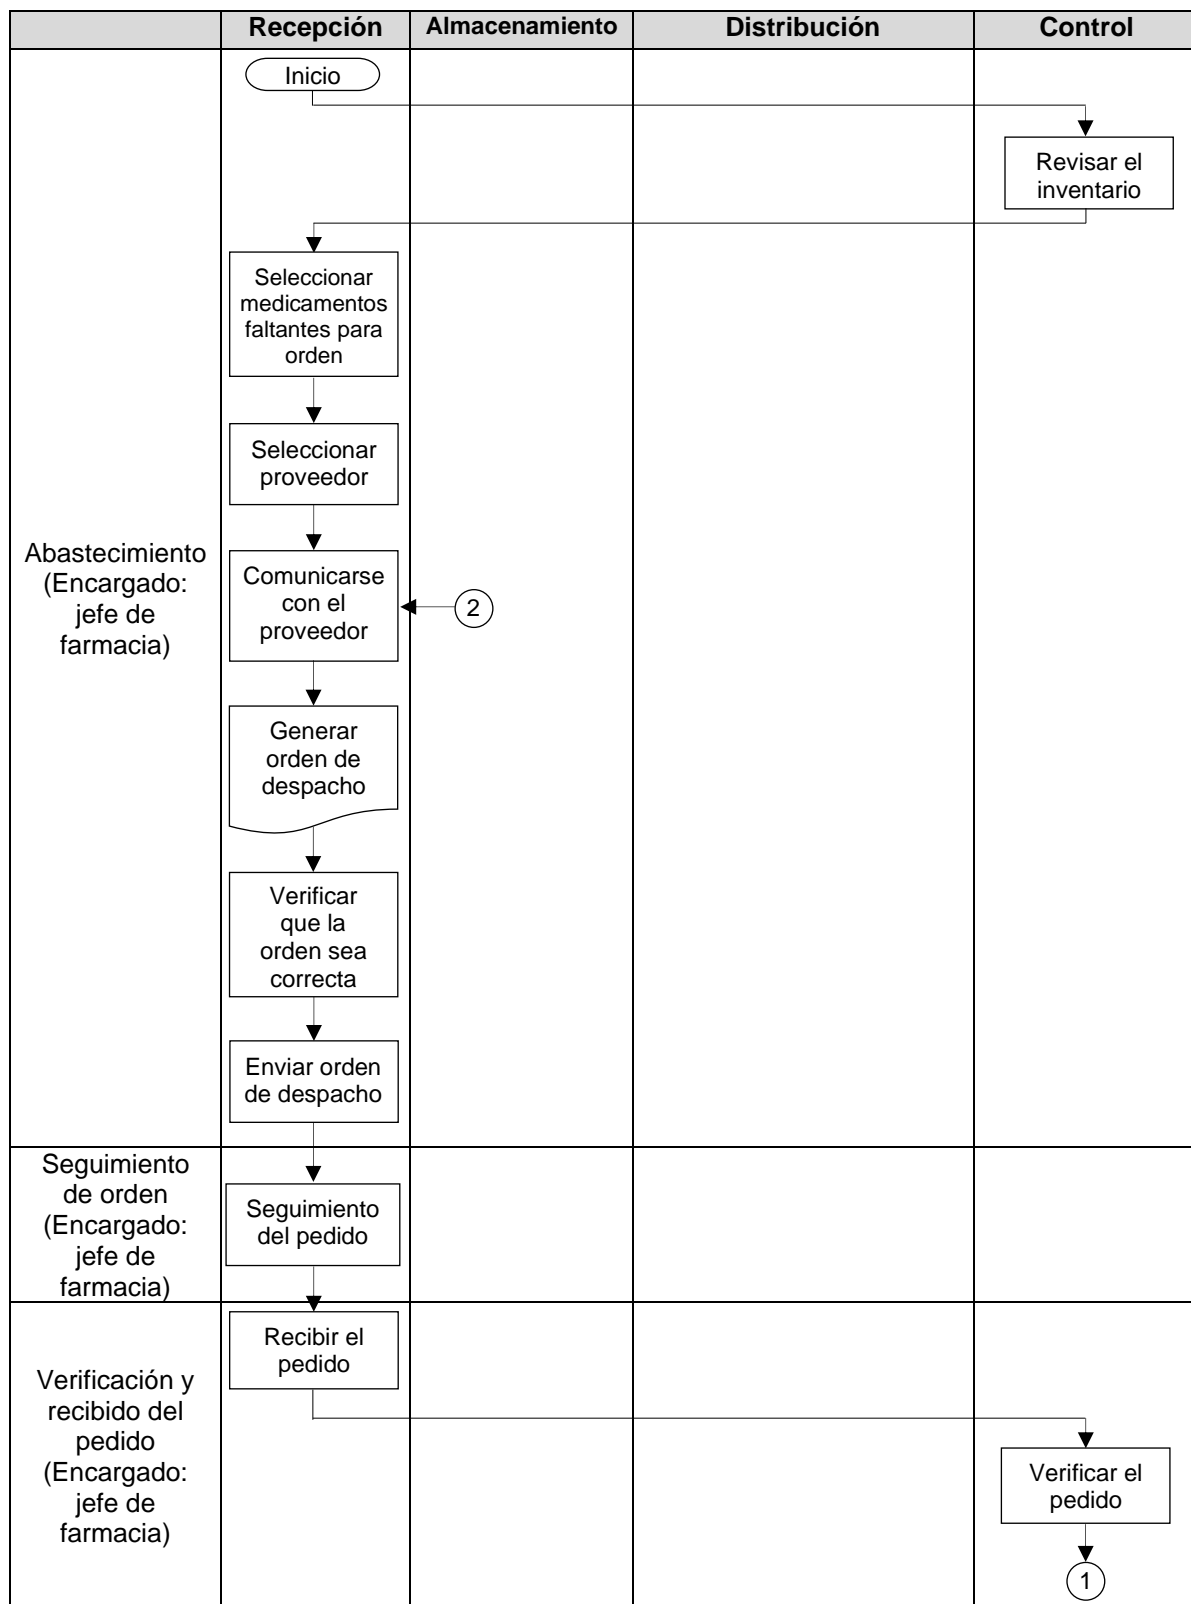 Recepción
Almacenamiento
Distribución
Control
Abastecimiento
(Encargado:
jefe de
farmacia)
Inicio
Revisar el
inventario
Seleccionar
medicamentos
faltantes para
orden
Seleccionar
proveedor
Comunicarse
con el
proveedor
2
Generar
orden de
despacho
Verificar
que la
orden sea
correcta
Enviar orden
de despacho
Seguimiento
de orden
(Encargado:
jefe de
farmacia)
Seguimiento
del pedido
Verificación y
recibido del
pedido
(Encargado:
jefe de
farmacia)
Recibir el
pedido
Verificar el
pedido
1